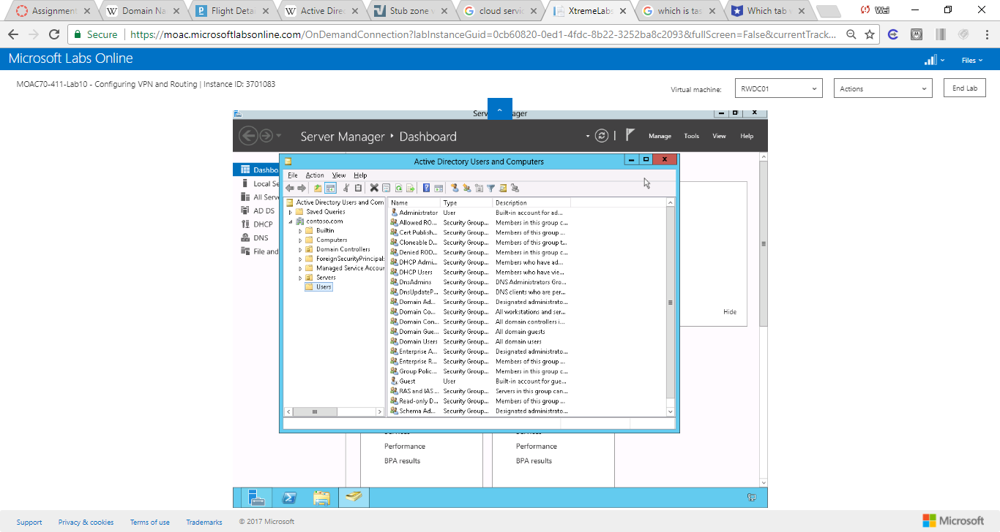 Assignment
Domain Na
Flight Detai
Active Direc
Stub zone v
cloud servic
XtremeLabs
which is tas
Which tab w
Wei
Secure
https://moac.microsoftlabsonline.com/OnDemandConnection?labInstanceGuid=0cb60820-0ed1-4fdc-8b22-3252ba8c2093&fullScreen=False&currentTrack...
Microsoft Labs Online
Files
MOAC70-411-Lab10 - Configuring VPN and Routing | Instance ID: 3701083
Virtual machine:
RWDC01
Actions
End Lab
Server Manager • Dashboard
Manage
Tools
View
Help
Dashbo
Local Se
All Serve
AD DS
DHCP
DNS
File and
Active Directory Users and Computers
File Action View Help
Active Directory Users and Com
Saved Queries
contoso.com
Builtin
Computers
Domain Controllers
ForeignSecurityPrincipal:
Managed Service Accour
Servers
Users
Name Type Description
Administrator User Built-in account for ad...
Allowed RO... Security Group... Members in this group c...
Cert Publish... Security Group... Members of this group ...
Cloneable D... Security Group... Members of this group t...
Denied ROD... Security Group... Members in this group c...
DHCP Admi... Security Group... Members who have ad...
DHCP Users Security Group... Members who have vie...
DnsAdmins Security Group... DNS Administrators Gro...
DnsUpdateP... Security Group... DNS clients who are per...
Domain Ad... Security Group... Designated administrato...
Domain Co... Security Group... All workstations and ser...
Domain Con... Security Group... All domain controllers i...
Domain Gue... Security Group... All domain guests
Domain Users Security Group... All domain users
Enterprise A... Security Group... Designated administrato...
Enterprise R... Security Group... Members of this group ...
Group Polic... Security Group... Members in this group c...
Guest User Built-in account for gue...
RAS and IAS ... Security Group... Servers in this group can...
Read-only D... Security Group... Members of this group ...
Schema Ad... Security Group... Designated administrato...
Hide
Performance
Performance
BPA results
BPA results
Support
Privacy & cookies
Terms of use
Trademarks
© 2017 Microsoft
Microsoft